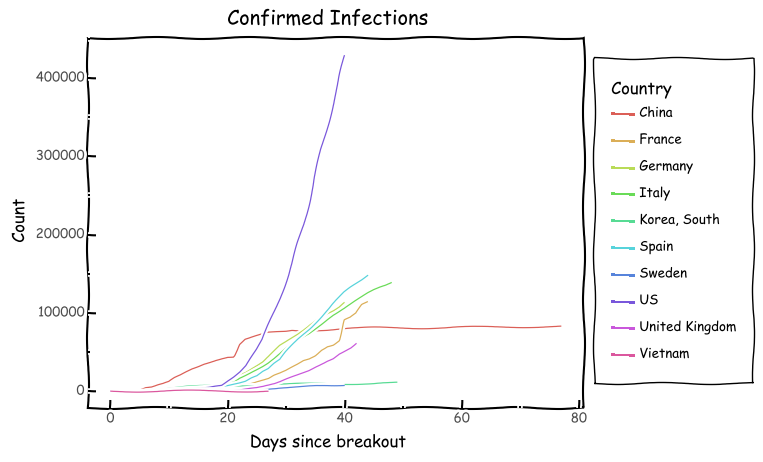 Confirmed Infections
400000
300000
200000
100000
0
Count
0 20 40 60 80
Days since breakout
Country
China
France
Germany
Italy
Korea, South
Spain
Sweden
US
United Kingdom
Vietnam